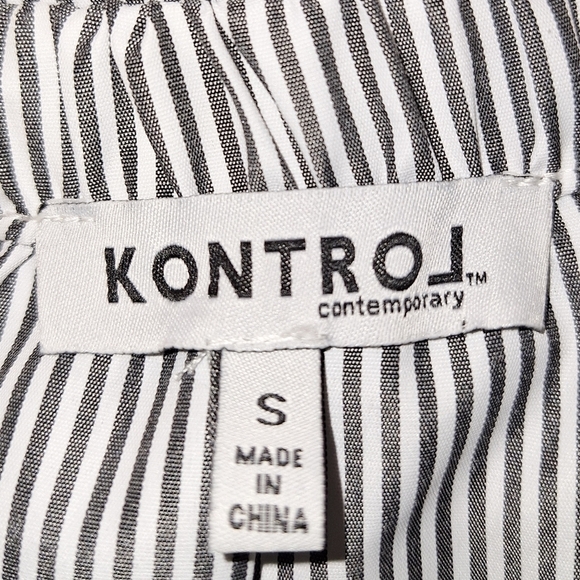 KONTROL™
contemporary
S
MADE
IN
CHINA